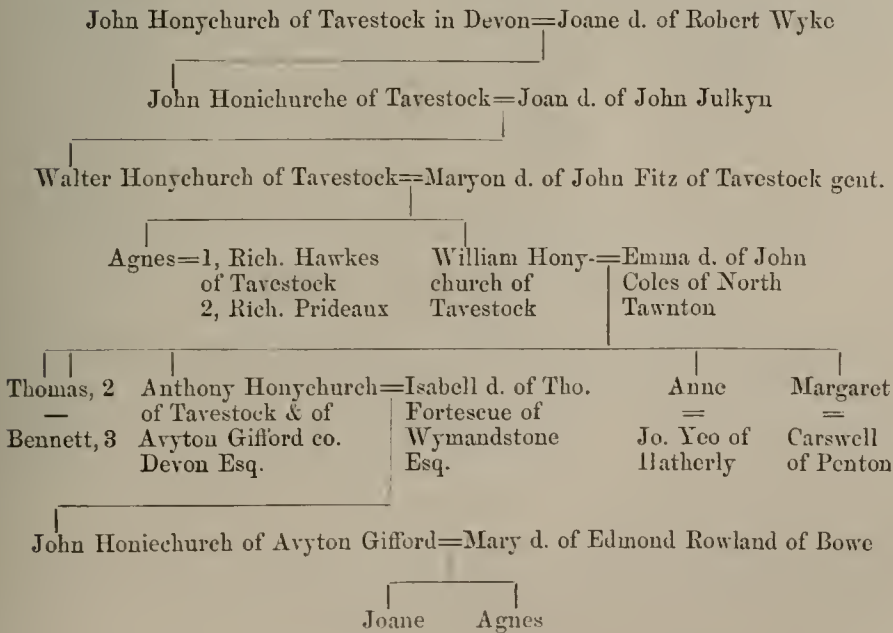 John Honychurch of Tavestock in Devon=Joane d. of Robert Wyke
John Honichurche of Tavestock=Joan d. of John Julkyn
Walter Honychurch of Tavestock=Maryon d. of John Fitz of Tavestock gent.
Agnes=1, Rich. Hawkes
of Tavestock
2, Rich. Prideaux
William Hony-=Emma d. of John
church of
Tavestock
Coles of North
Tawnton
Thomas, 2
—
Bennett, 3
Anthony Honychurch=Isabell d. of Tho.
of Tavestock & of
Avyton Gifford co.
Devon Esq.
Fortescue of
Wymandstone
Esq.
Anne
=
Jo. Yeo of
Hatherly
Margaret
=
Carswell
of Penton
John Honiechurch of Avyton Gifford=Mary d. of Edmond Rowland of Bowe
Joane Agnes